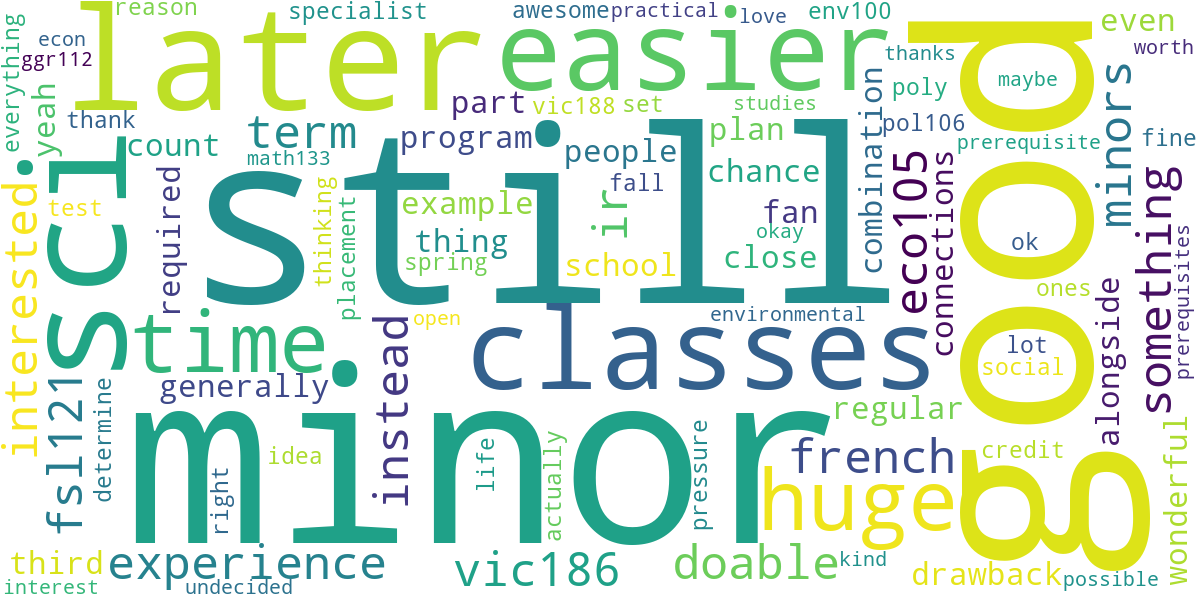 reason
specialist
awesome
practical
love
env100
even
everything
econ
ggr112
later
easier
good
thanks
maybe
worth
yeah
thank
part
vic188
set
studies
poly
minors
count
term
math133
program
people
plan
combination
pol106
prerequisite
fine
sci
still
interested
test
required
thinking
placement
example
thing
spring
fall
ir
chance
fan
okay
close
school
eco105
connections
ok
ones
something
prerequisites
time
open
environmental
classes
instead
generally
alongside
lot
social
fsl121
determine
minor
regular
french
credit
wonderful
idea
right
life
actually
pressure
huge
third
experience
vic186
doable
kind
drawback
possible
interest
undecided